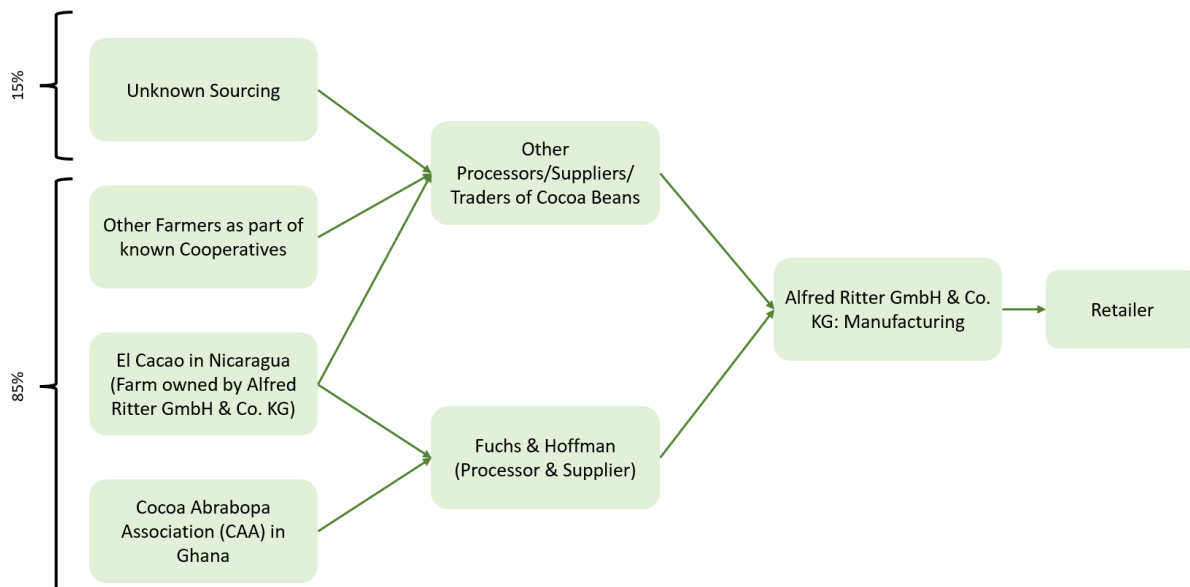 15%
Unknown Sourcing
Other Farmers as part of
known Cooperatives
85%
El Cacao in Nicaragua
(Farm owned by Alfred
Ritter GmbH & Co. KG)
Cocoa Abrabopa
Association (CAA) in
Ghana
Other
Processors/Suppliers/
Traders of Cocoa Beans
Fuchs & Hoffman
(Processor & Supplier)
Alfred Ritter GmbH & Co.
KG: Manufacturing
Retailer